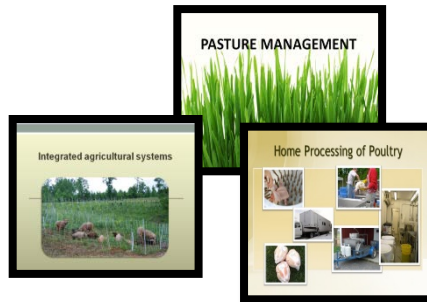 PASTURE MANAGEMENT
Integrated agricultural systems
Home Processing of Poultry